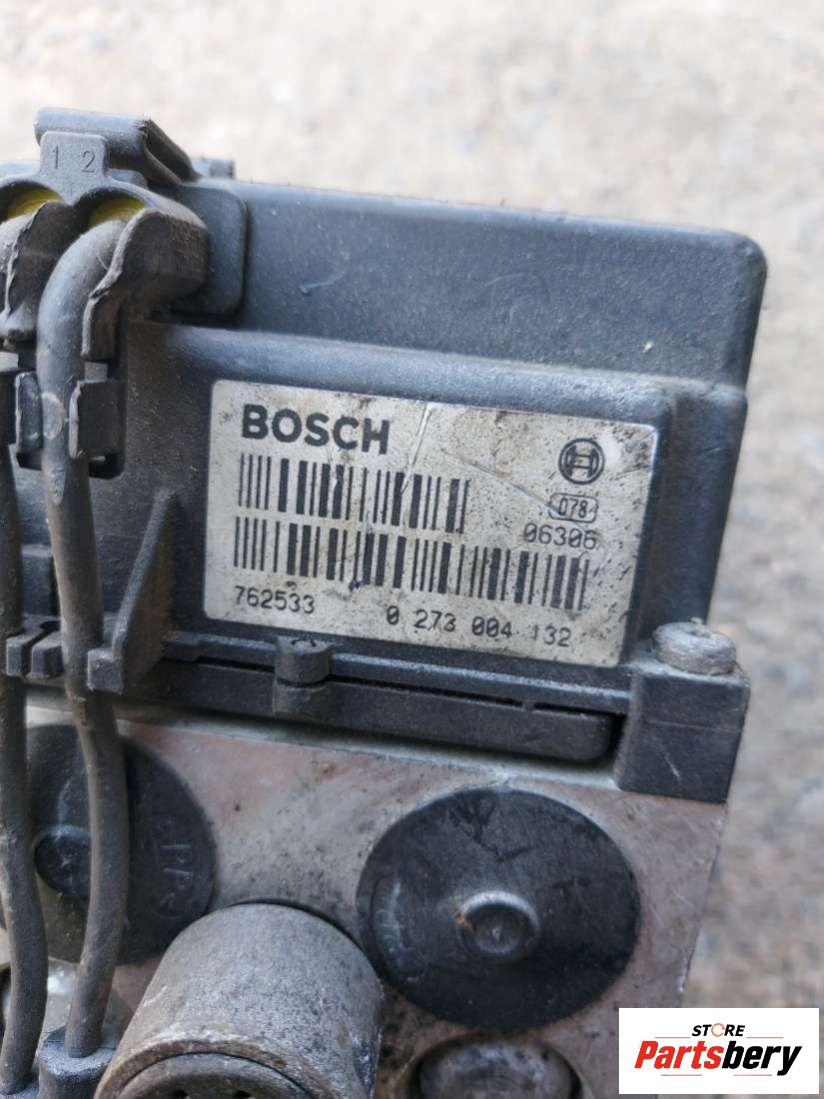 1 2
BOSCH
078
06306
762533 0 273 004 132
STORE
Partsbery